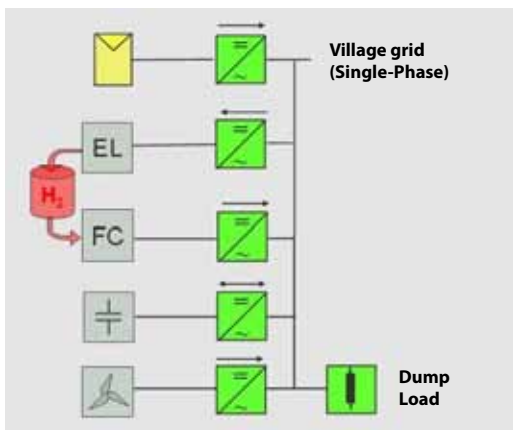 Village grid
(Single-Phase)
EL
H₂
FC
Dump
Load